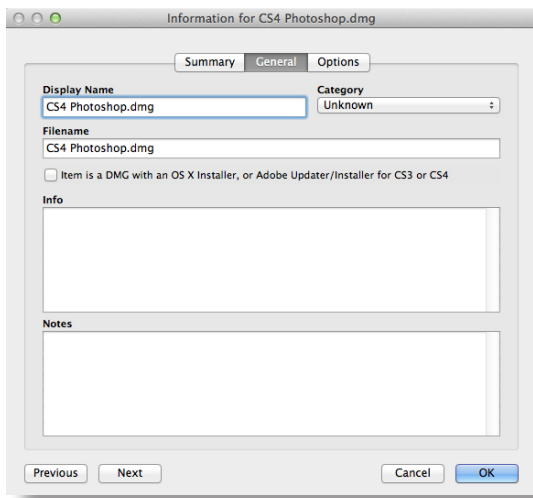 Information for CS4 Photoshop.dmg
Summary General Options
Display Name Category
CS4 Photoshop.dmg Unknown
Filename
CS4 Photoshop.dmg
Item is a DMG with an OS X Installer, or Adobe Updater/Installer for CS3 or CS4
Info
Notes
Previous Next Cancel OK